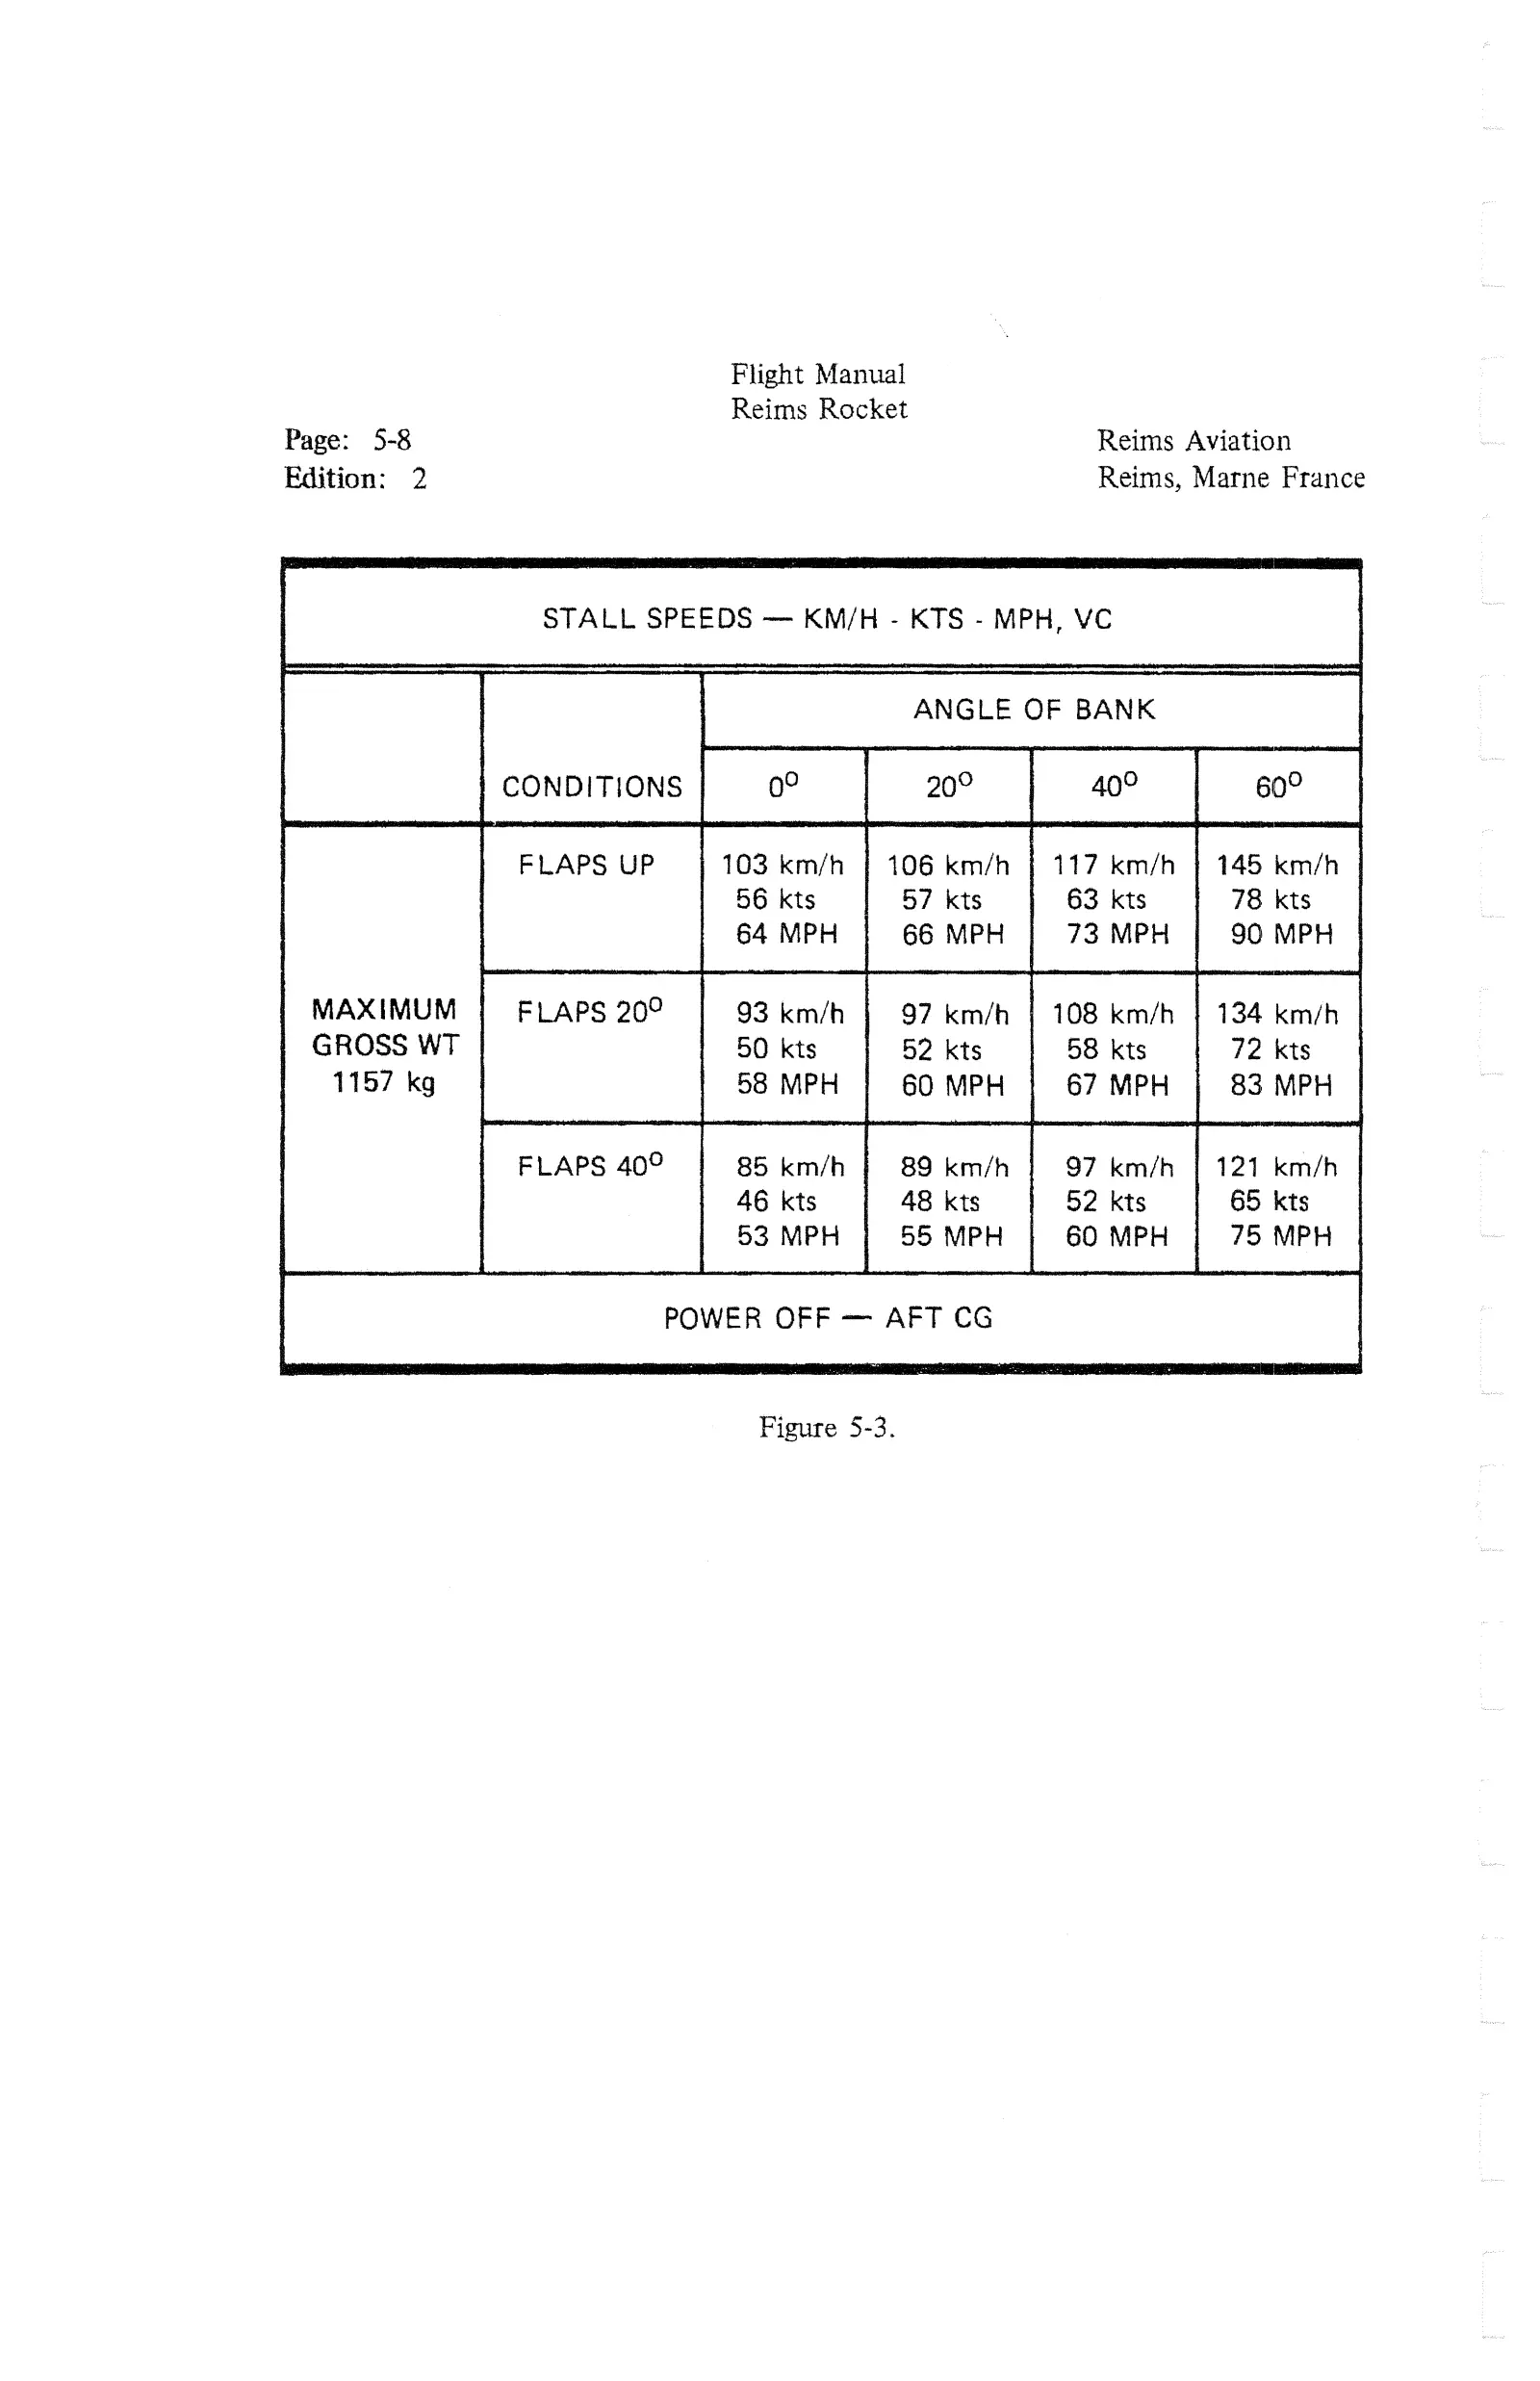 Flight Manual
Reims Rocket
Page: 5-8
Edition: 2
Reims Aviation
Reims, Marne France
STALL SPEEDS — KM/H - KTS - MPH, VC
ANGLE OF BANK
CONDITIONS 0° 20° 40° 60°
FLAPS UP 103 km/h 106 km/h 117 km/h 145 km/h
56 kts 57 kts 63 kts 78 kts
64 MPH 66 MPH 73 MPH 90 MPH
MAXIMUM
GROSS WT
1157 kg
FLAPS 20° 93 km/h 97 km/h 108 km/h 134 km/h
50 kts 52 kts 58 kts 72 kts
58 MPH 60 MPH 67 MPH 83 MPH
FLAPS 40° 85 km/h 89 km/h 97 km/h 121 km/h
46 kts 48 kts 52 kts 65 kts
53 MPH 55 MPH 60 MPH 75 MPH
POWER OFF — AFT CG
Figure 5-3.